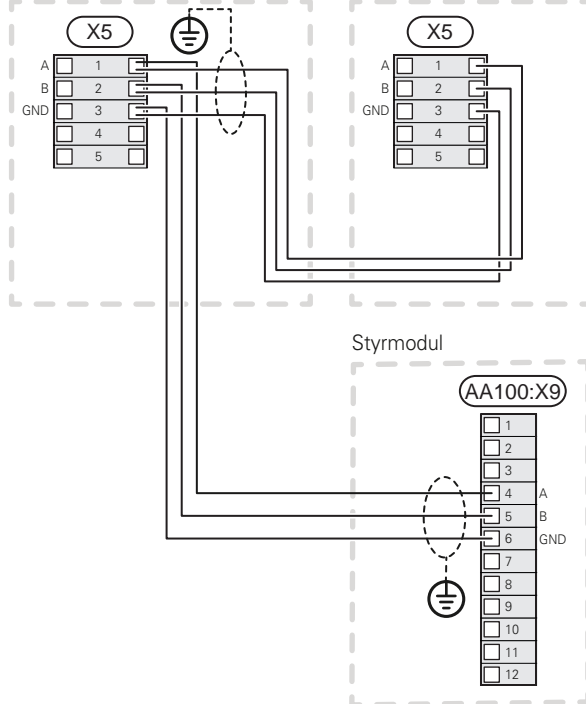 X5
A 1
B 2
GND 3
4
5
X5
A 1
B 2
GND 3
4
5
Styrmodul
AA100:X9
1
2
3
4 A
5 B
6 GND
7
8
9
10
11
12